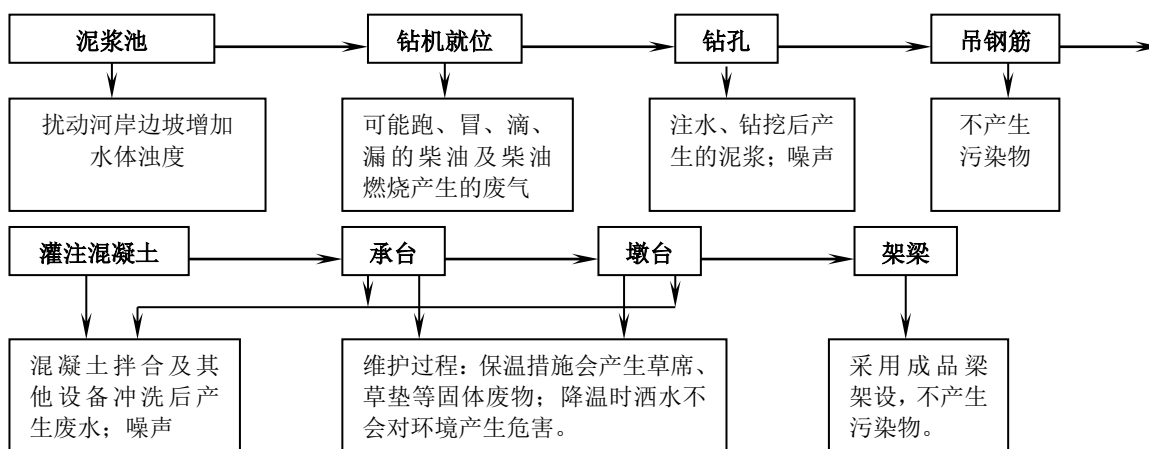 泥浆池
钻机就位
钻孔
吊钢筋
扰动河岸边坡增加
水体浊度
可能跑、冒、滴、
漏的柴油及柴油
燃烧产生的废气
注水、钻挖后产
生的泥浆；噪声
不产生
污染物
灌注混凝土
承台
墩台
架梁
混凝土拌合及其
他设备冲洗后产
生废水；噪声
维护过程：保温措施会产生草席、
草垫等固体废物；降温时洒水不
会对环境产生危害。
采用成品梁
架设，不产生
污染物。